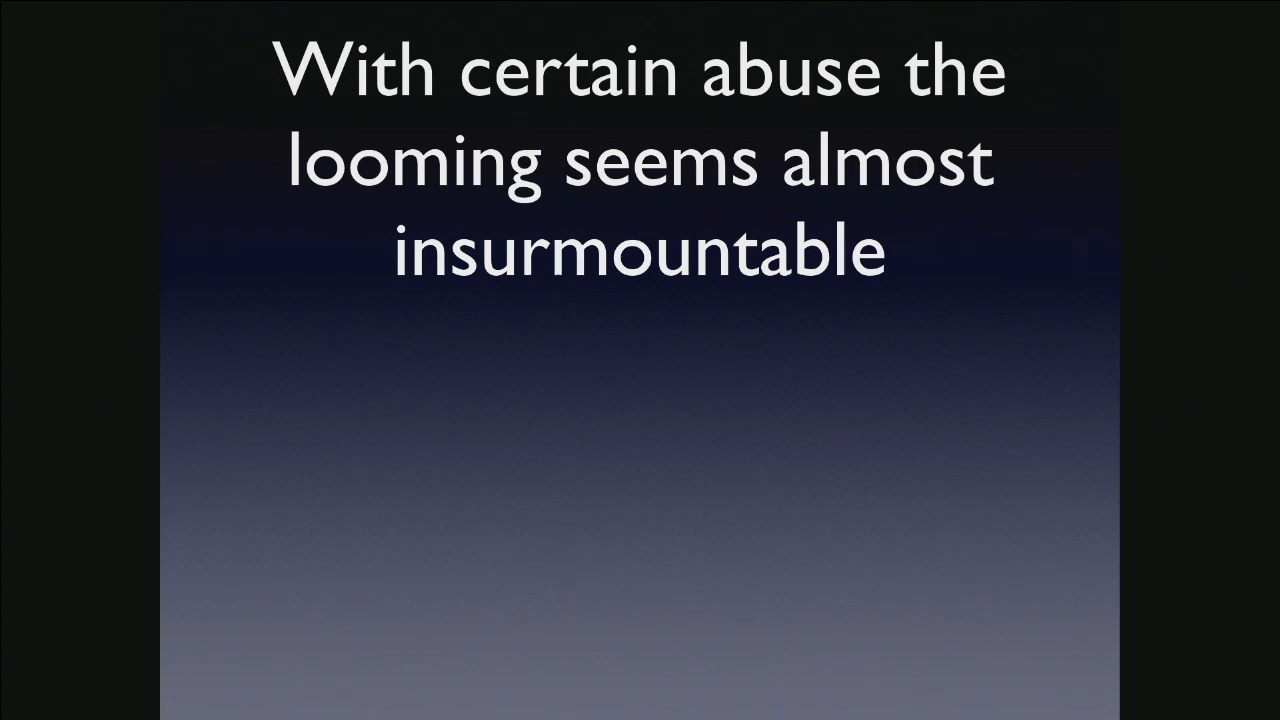 With certain abuse the
looming seems almost
insurmountable